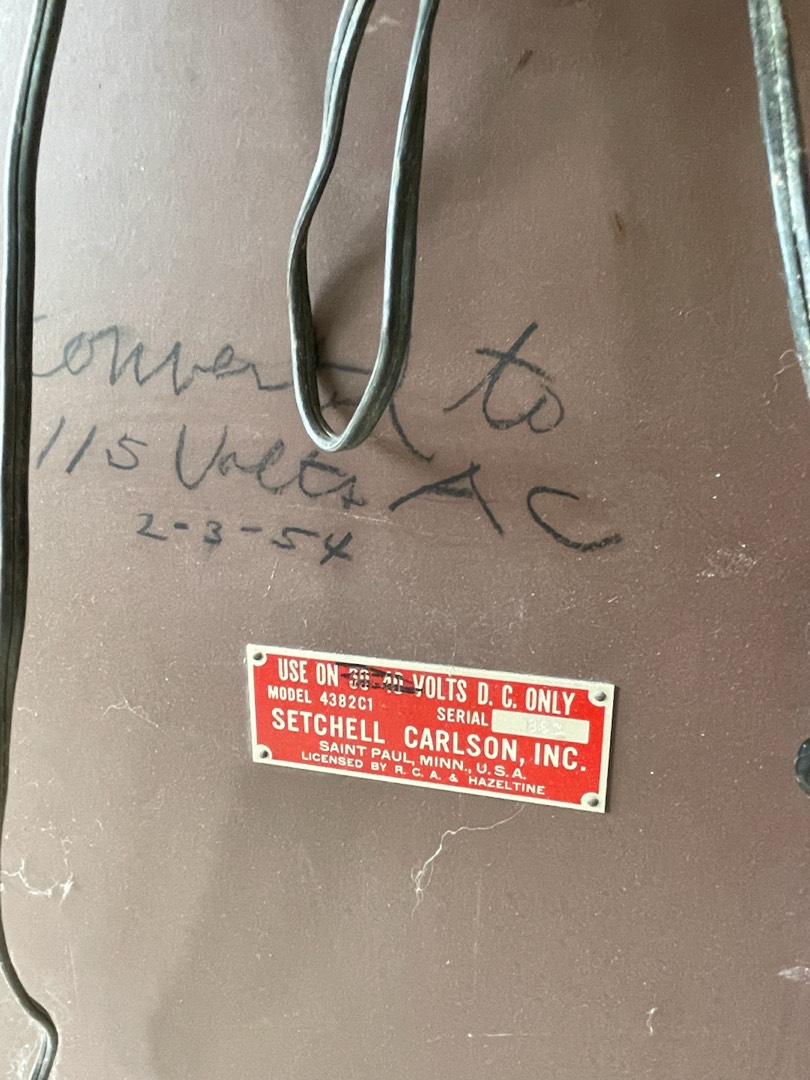 Converted to
115 Volts AC
2-3-54
USE ON 30-40 VOLTS D. C. ONLY
MODEL 4382C1
SERIAL
SETCHELL CARLSON, INC.
SAINT PAUL, MINN., U.S.A.
LICENSED BY R. C. A. & HAZELTINE